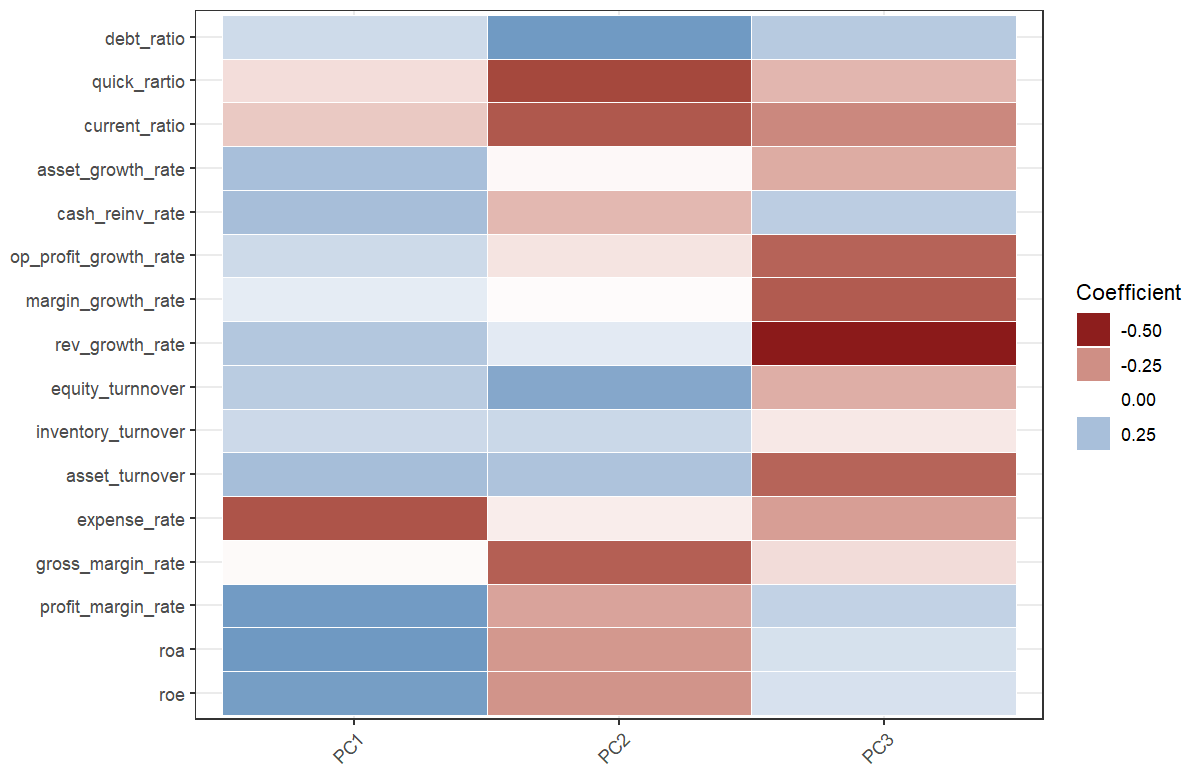 debt_ratio
quick_rartio
current_ratio
asset_growth_rate
cash_reinv_rate
op_profit_growth_rate
margin_growth_rate
rev_growth_rate
equity_turnnover
inventory_turnover
asset_turnover
expense_rate
gross_margin_rate
profit_margin_rate
roa
roe
PC1
PC2
PC3
Coefficient
-0.50
-0.25
0.00
0.25